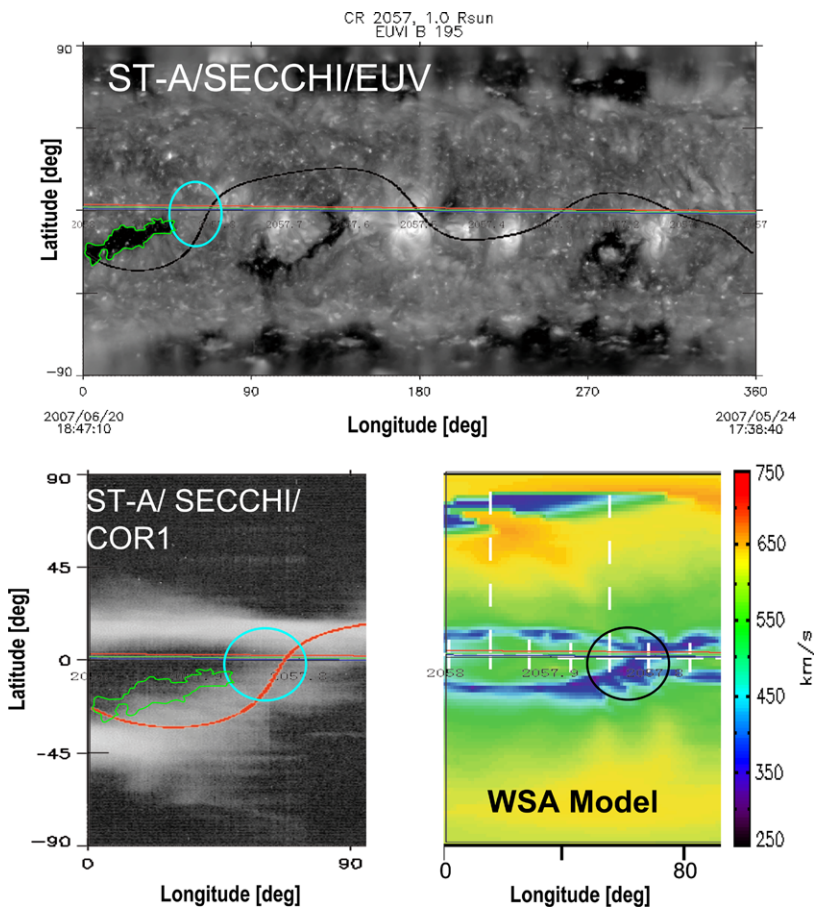 CR 2057, 1.0 Rsun
EUVI B 195
90
ST-A/SECCHI/EUV
Latitude [deg]
2057.7
−90
0
90
180
270
360
2007/06/20
18:47:10
Longitude [deg]
2007/05/24
17:38:40
90
ST-A/ SECCHI/
COR1
45
0
−45
−90
Latitude [deg]
0
90
Longitude [deg]
2058
2057.9
WSA Model
0
80
Longitude [deg]
750
650
550
450
350
250
km/s